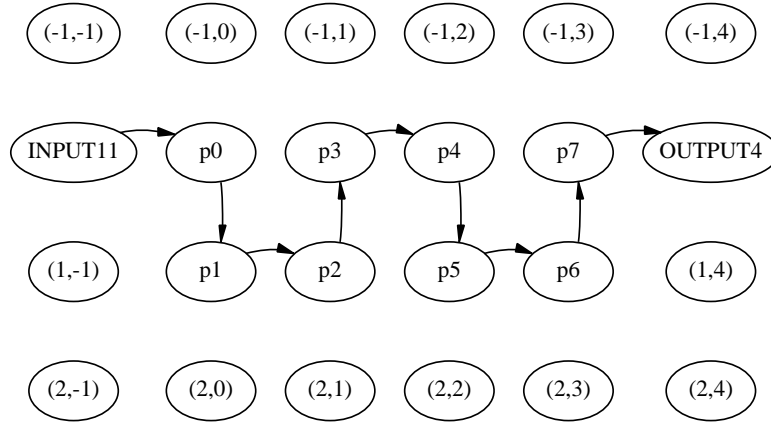 (-1,-1) (-1,0) (-1,1) (-1,2) (-1,3) (-1,4)
INPUT11 p0 p3 p4 p7 OUTPUT4
(1,-1) p1 p2 p5 p6 (1,4)
(2,-1) (2,0) (2,1) (2,2) (2,3) (2,4)